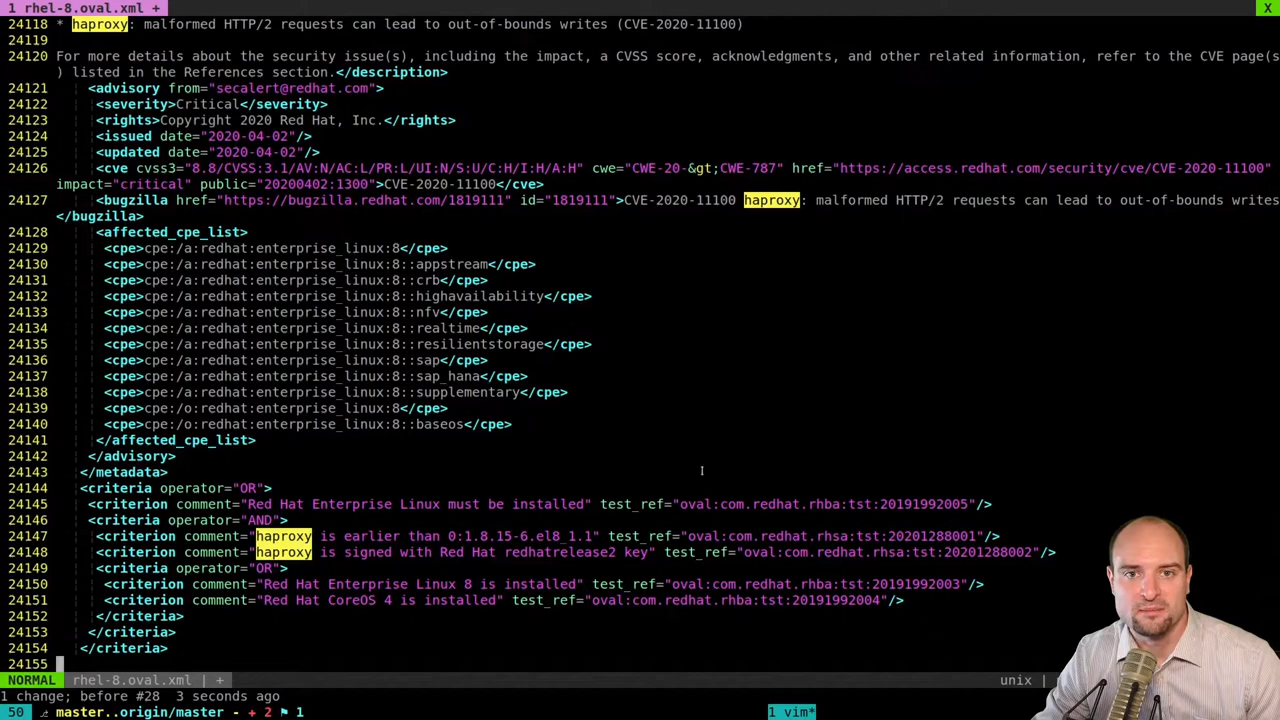 1 rhel-8.oval.xml + X
24118 * haproxy: malformed HTTP/2 requests can lead to out-of-bounds writes (CVE-2020-11100)
24119
24120 For more details about the security issue(s), including the impact, a CVSS score, acknowledgments, and other related information, refer to the CVE page(s
) listed in the References section.</description>
24121 <advisory from="secalert@redhat.com">
24122 <severity>Critical</severity>
24123 <rights>Copyright 2020 Red Hat, Inc.</rights>
24124 <issued date="2020-04-02"/>
24125 <updated date="2020-04-02"/>
24126 <cve cvss3="8.8/CVSS:3.1/AV:N/AC:L/PR:L/UI:N/S:U/C:H/I:H/A:H" cwe="CWE-20-&gt;CWE-787" href="https://access.redhat.com/security/cve/CVE-2020-11100"
impact="critical" public="20200402:1300">CVE-2020-11100</cve>
24127 <bugzilla href="https://bugzilla.redhat.com/1819111" id="1819111">CVE-2020-11100 haproxy: malformed HTTP/2 requests can lead to out-of-bounds writes
</bugzilla>
24128 <affected_cpe_list>
24129 <cpe>cpe:/a:redhat:enterprise_linux:8</cpe>
24130 <cpe>cpe:/a:redhat:enterprise_linux:8::appstream</cpe>
24131 <cpe>cpe:/a:redhat:enterprise_linux:8::crb</cpe>
24132 <cpe>cpe:/a:redhat:enterprise_linux:8::highavailability</cpe>
24133 <cpe>cpe:/a:redhat:enterprise_linux:8::nfv</cpe>
24134 <cpe>cpe:/a:redhat:enterprise_linux:8::realtime</cpe>
24135 <cpe>cpe:/a:redhat:enterprise_linux:8::resilientstorage</cpe>
24136 <cpe>cpe:/a:redhat:enterprise_linux:8::sap</cpe>
24137 <cpe>cpe:/a:redhat:enterprise_linux:8::sap_hana</cpe>
24138 <cpe>cpe:/a:redhat:enterprise_linux:8::supplementary</cpe>
24139 <cpe>cpe:/o:redhat:enterprise_linux:8</cpe>
24140 <cpe>cpe:/o:redhat:enterprise_linux:8::baseos</cpe>
24141 </affected_cpe_list>
24142 </advisory>
24143 </metadata>
24144 <criteria operator="OR">
24145 <criterion comment="Red Hat Enterprise Linux must be installed" test_ref="oval:com.redhat.rhba:tst:20191992005"/>
24146 <criteria operator="AND">
24147 <criterion comment="haproxy is earlier than 0:1.8.15-6.el8_1.1" test_ref="oval:com.redhat.rhsa:tst:20201288001"/>
24148 <criterion comment="haproxy is signed with Red Hat redhatrelease2 key" test_ref="oval:com.redhat.rhsa:tst:20201288002"/>
24149 <criteria operator="OR">
24150 <criterion comment="Red Hat Enterprise Linux 8 is installed" test_ref="oval:com.redhat.rhba:tst:20191992003"/>
24151 <criterion comment="Red Hat CoreOS 4 is installed" test_ref="oval:com.redhat.rhba:tst:20191992004"/>
24152 </criteria>
24153 </criteria>
24154 </criteria>
24155
NORMAL rhel-8.oval.xml | + unix |
1 change; before #28 3 seconds ago
50 master..origin/master - + 2 ⚑ 1 1 vim*